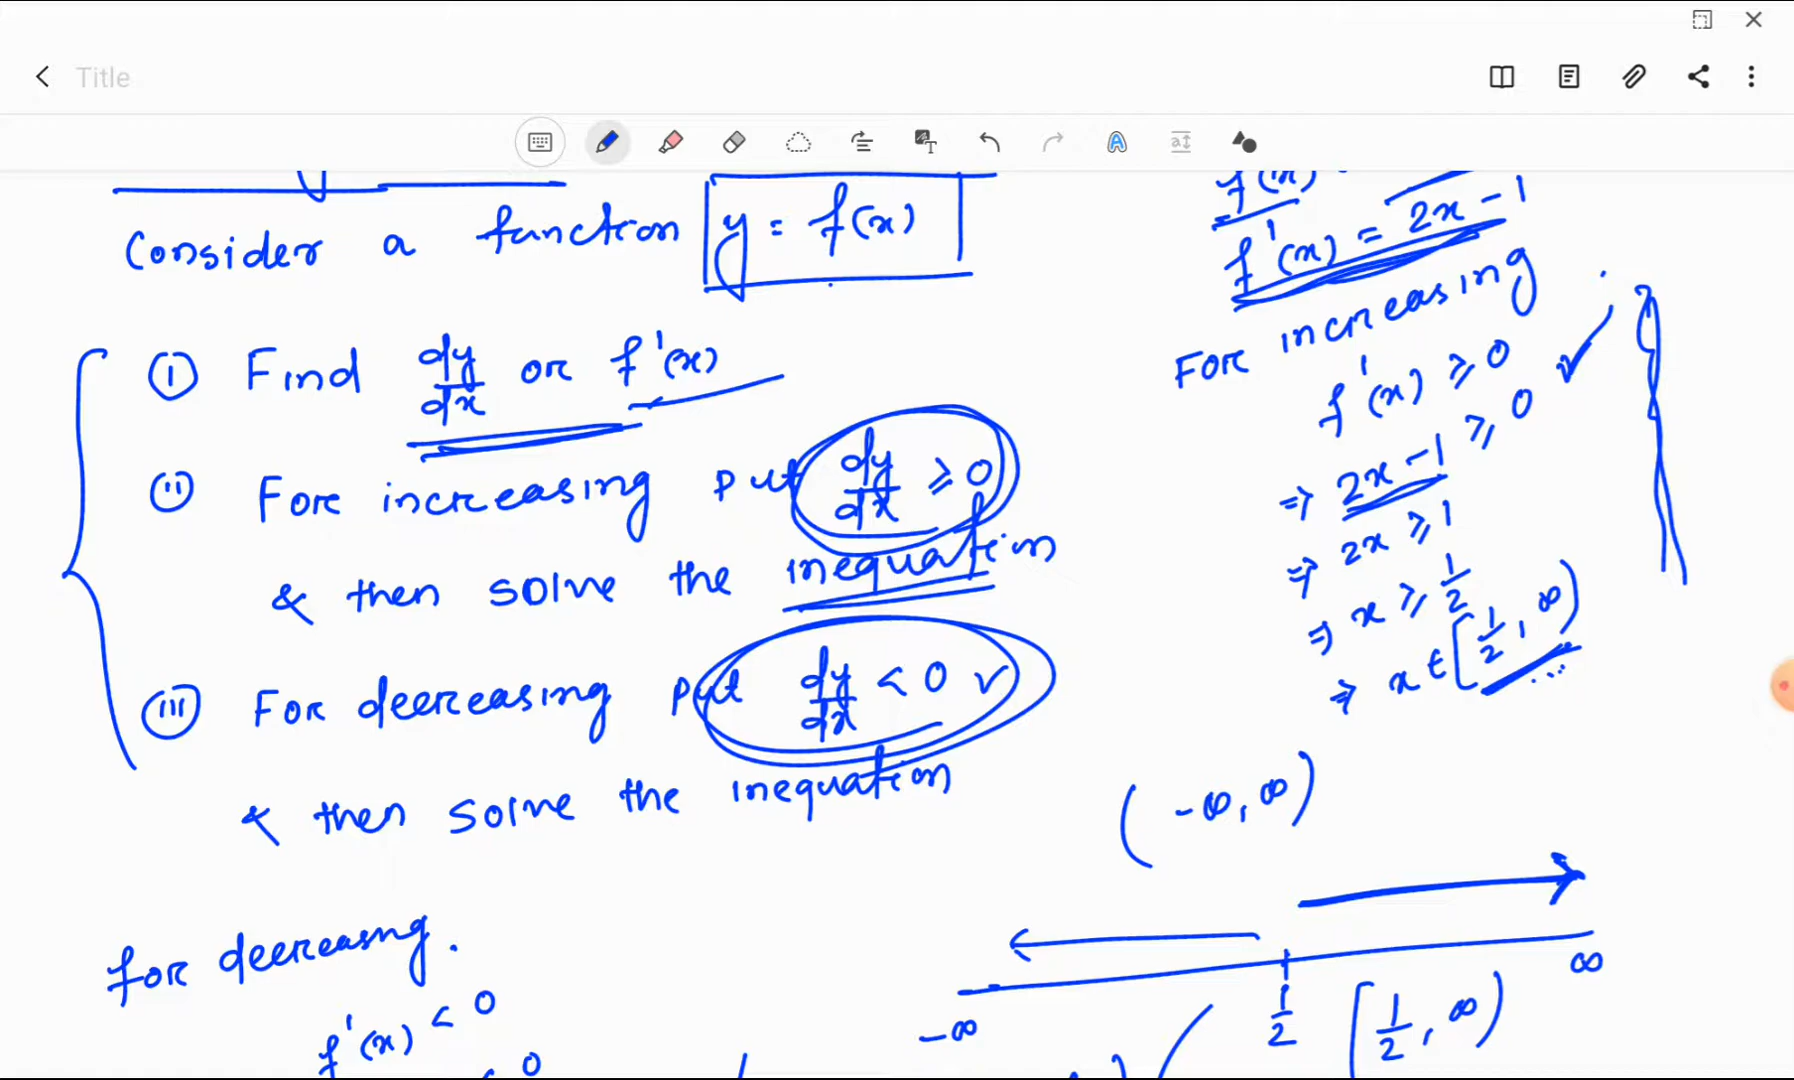 Title
Consider a function y = f(x)
(i) Find dy/dx or f'(x)
(ii) For increasing put dy/dx ⩾ 0
& then solve the inequation
(iii) For decreasing put dy/dx < 0 ✓
& then solve the inequation
for decreasing.
f'(x) < 0
< 0
f(x)
f'(x) = 2x - 1
For increasing
f'(x) ⩾ 0 ✓
⇒ 2x - 1 ⩾ 0
⇒ 2x ⩾ 1
⇒ x ⩾ 1/2
⇒ x ∈ [1/2, ∞)
(-∞, ∞)
-∞ 1/2 ∞
[1/2, ∞)